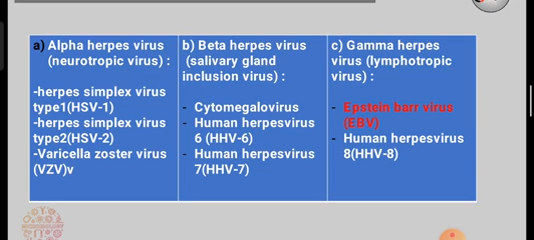 a) Alpha herpes virus
(neurotropic virus) :
-herpes simplex virus
type1(HSV-1)
-herpes simplex virus
type2(HSV-2)
-Varicella zoster virus
(VZV)v
b) Beta herpes virus
(salivary gland
inclusion virus) :
- Cytomegalovirus
- Human herpesvirus
6 (HHV-6)
- Human herpesvirus
7(HHV-7)
c) Gamma herpes
virus (lymphotropic
virus) :
- Epstein barr virus
(EBV)
- Human herpesvirus
8(HHV-8)